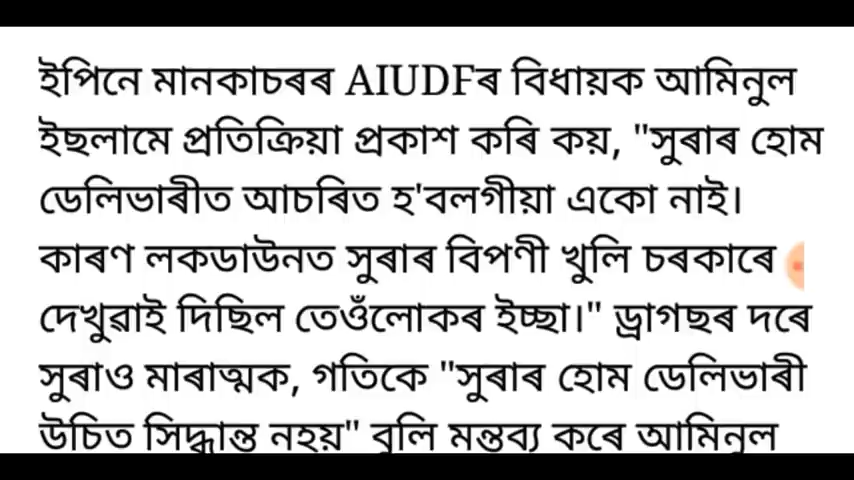 ইপিনে মানকাচৰৰ AIUDFৰ বিধায়ক আমিনুল
ইছলামে প্ৰতিক্ৰিয়া প্ৰকাশ কৰি কয়, "সুৰাৰ হোম
ডেলিভাৰীত আচৰিত হ'বলগীয়া একো নাই।
কাৰণ লকডাউনত সুৰাৰ বিপণী খুলি চৰকাৰে
দেখুৱাই দিছিল তেওঁলোকৰ ইচ্ছা।" ড্ৰাগছৰ দৰে
সুৰাও মাৰাত্মক, গতিকে "সুৰাৰ হোম ডেলিভাৰী
উচিত সিদ্ধান্ত নহয়" বুলি মন্তব্য কৰে আমিনুল